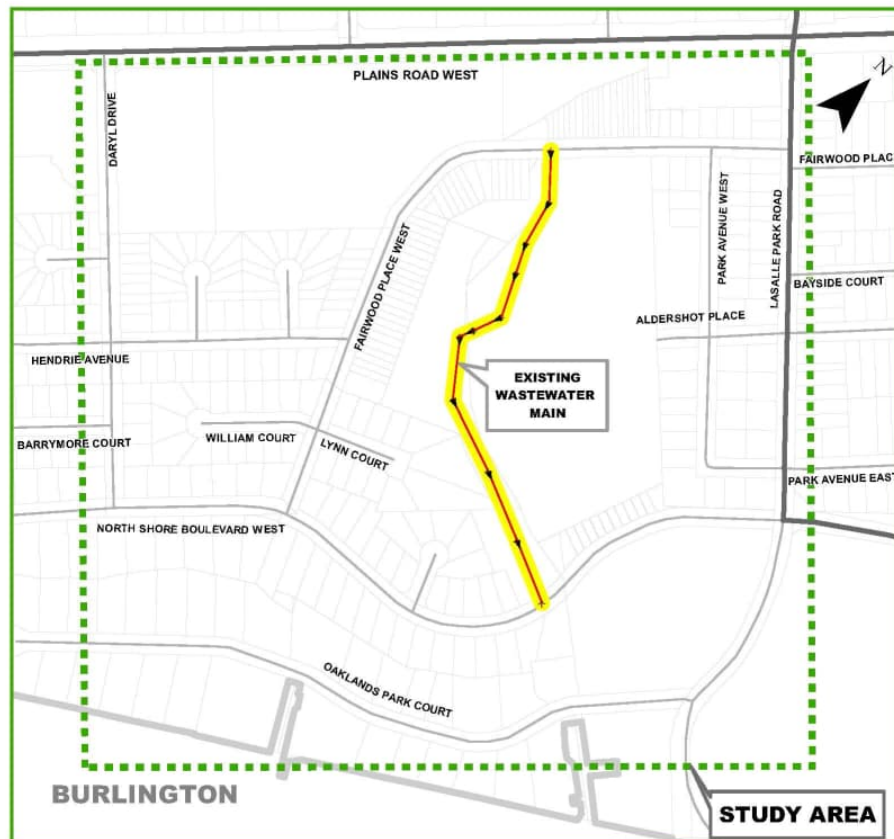 PLAINS ROAD WEST
N
DARYL DRIVE
FAIRWOOD PLACE
PARK AVENUE WEST
LASALLE PARK ROAD
FAIRWOOD PLACE WEST
BAYSIDE COURT
ALDERSHOT PLACE
HENDRIE AVENUE
EXISTING
WASTEWATER
MAIN
BARRYMORE COURT
WILLIAM COURT
LYNN COURT
PARK AVENUE EAST
NORTH SHORE BOULEVARD WEST
OAKLANDS PARK COURT
BURLINGTON
STUDY AREA